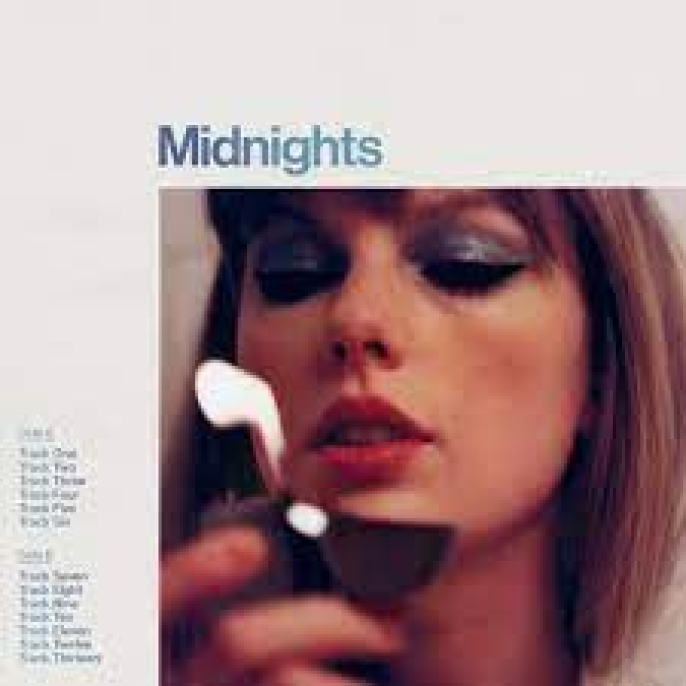 Midnights
Track One
Track Two
Track Three
Track Four
Track Five
Track Six
Track Seven
Track Eight
Track Nine
Track Ten
Track Eleven
Track Twelve
Track Thirteen